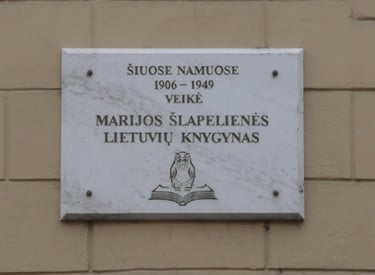 ŠIUOSE NAMUOSE
1906 – 1949
VEIKĖ
MARIJOS ŠLAPELIENĖS
LIETUVIŲ KNYGYNAS